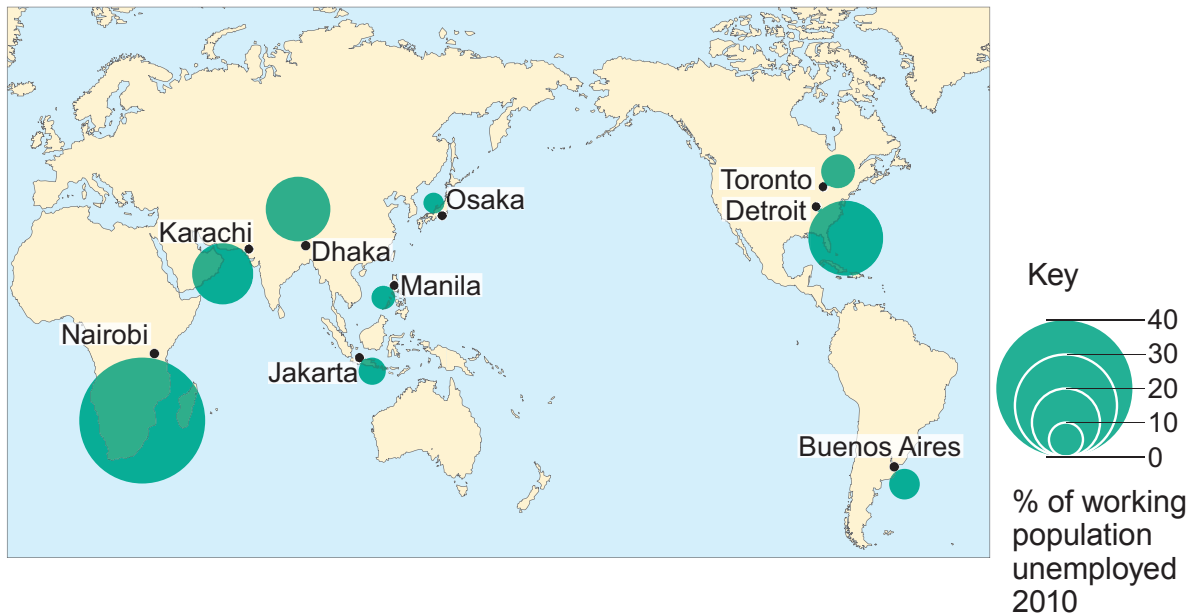 Toronto
Osaka
Detroit
Karachi
Dhaka
Manila
Nairobi
Jakarta
Buenos Aires
Key
40
30
20
10
0
% of working
population
unemployed
2010